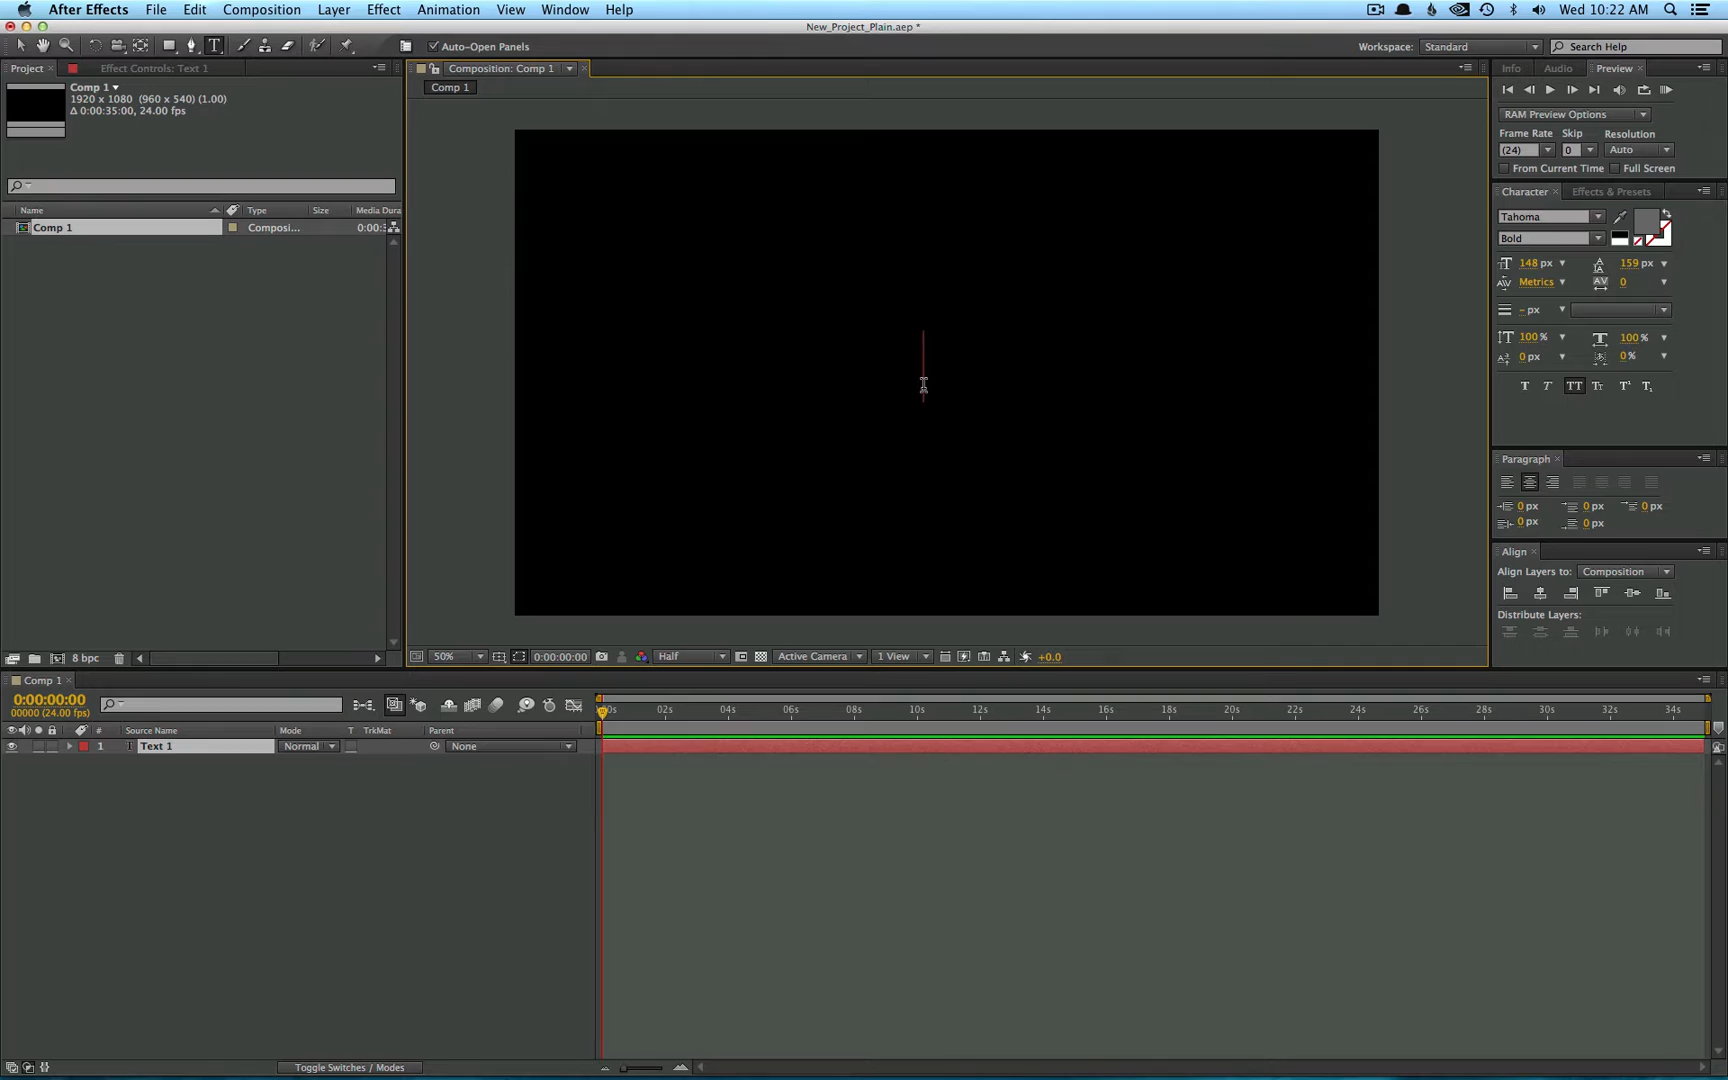 After Effects File Edit Composition Layer Effect Animation View Window Help Wed 10:22 AM
New_Project_Plain.aep *
T Auto-Open Panels Workspace: Standard Search Help
Project × Effect Controls: Text 1 Composition: Comp 1 Info Audio Preview ×
Comp 1 ▼
1920 x 1080 (960 x 540) (1.00)
Δ 0:00:35:00, 24.00 fps
Comp 1
RAM Preview Options
Frame Rate Skip Resolution
(24) 0 Auto
From Current Time Full Screen
Character × Effects & Presets
Tahoma
Bold
148 px 159 px
Metrics 0
- px
100 % 100 %
0 px 0 %
T T TT Tr T¹ T₁
Name Type Size Media Dura
Comp 1 Composi... 0:00:3
Paragraph ×
0 px 0 px 0 px
0 px 0 px
Align ×
Align Layers to: Composition
Distribute Layers:
8 bpc 50% 0:00:00:00 Half Active Camera 1 View +0.0
Comp 1 ×
0:00:00:00
00000 (24.00 fps)
00s 02s 04s 06s 08s 10s 12s 14s 16s 18s 20s 22s 24s 26s 28s 30s 32s 34s
# Source Name Mode T TrkMat Parent
1 T Text 1 Normal None
Toggle Switches / Modes